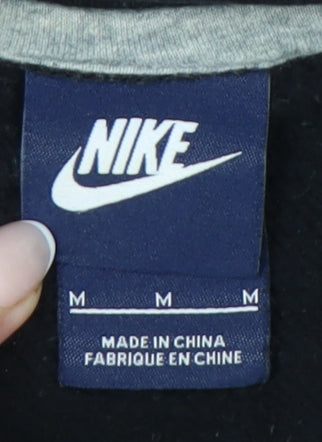 NIKE
M M M
MADE IN CHINA
FABRIQUE EN CHINE